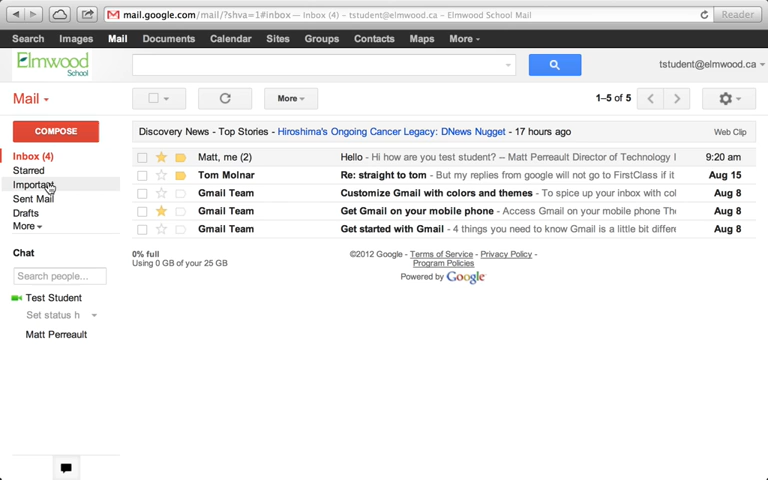 mail.google.com/mail/?shva=1#inbox — Inbox (4) – tstudent@elmwood.ca – Elmwood School Mail
Reader
Search Images Mail Documents Calendar Sites Groups Contacts Maps More
Elmwood
School
tstudent@elmwood.ca
Mail
More
1–5 of 5
COMPOSE
Discovery News - Top Stories - Hiroshima's Ongoing Cancer Legacy: DNews Nugget - 17 hours ago Web Clip
Inbox (4)
Starred
Important
Sent Mail
Drafts
More
Matt, me (2) Hello - Hi how are you test student? – Matt Perreault Director of Technology I 9:20 am
Tom Molnar Re: straight to tom - But my replies from google will not go to FirstClass if it Aug 15
Gmail Team Customize Gmail with colors and themes - To spice up your inbox with col Aug 8
Gmail Team Get Gmail on your mobile phone - Access Gmail on your mobile phone The Aug 8
Gmail Team Get started with Gmail - 4 things you need to know Gmail is a little bit differe Aug 8
Chat
Search people...
Test Student
Set status h
Matt Perreault
0% full
Using 0 GB of your 25 GB
©2012 Google - Terms of Service - Privacy Policy -
Program Policies
Powered by Google